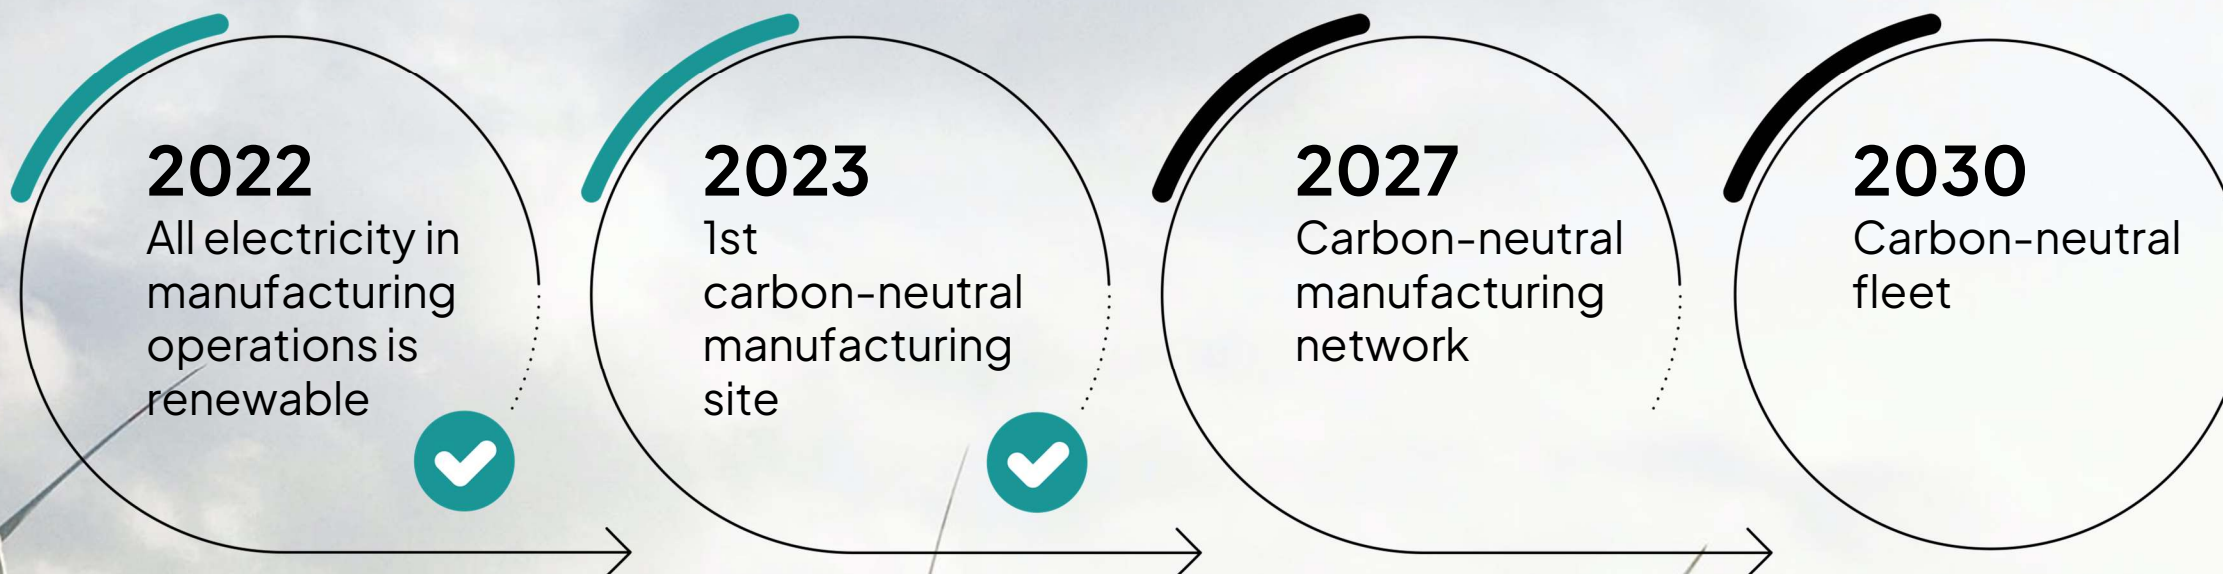 2022
All electricity in
manufacturing
operations is
renewable
2023
1st
carbon-neutral
manufacturing
site
2027
Carbon-neutral
manufacturing
network
2030
Carbon-neutral
fleet